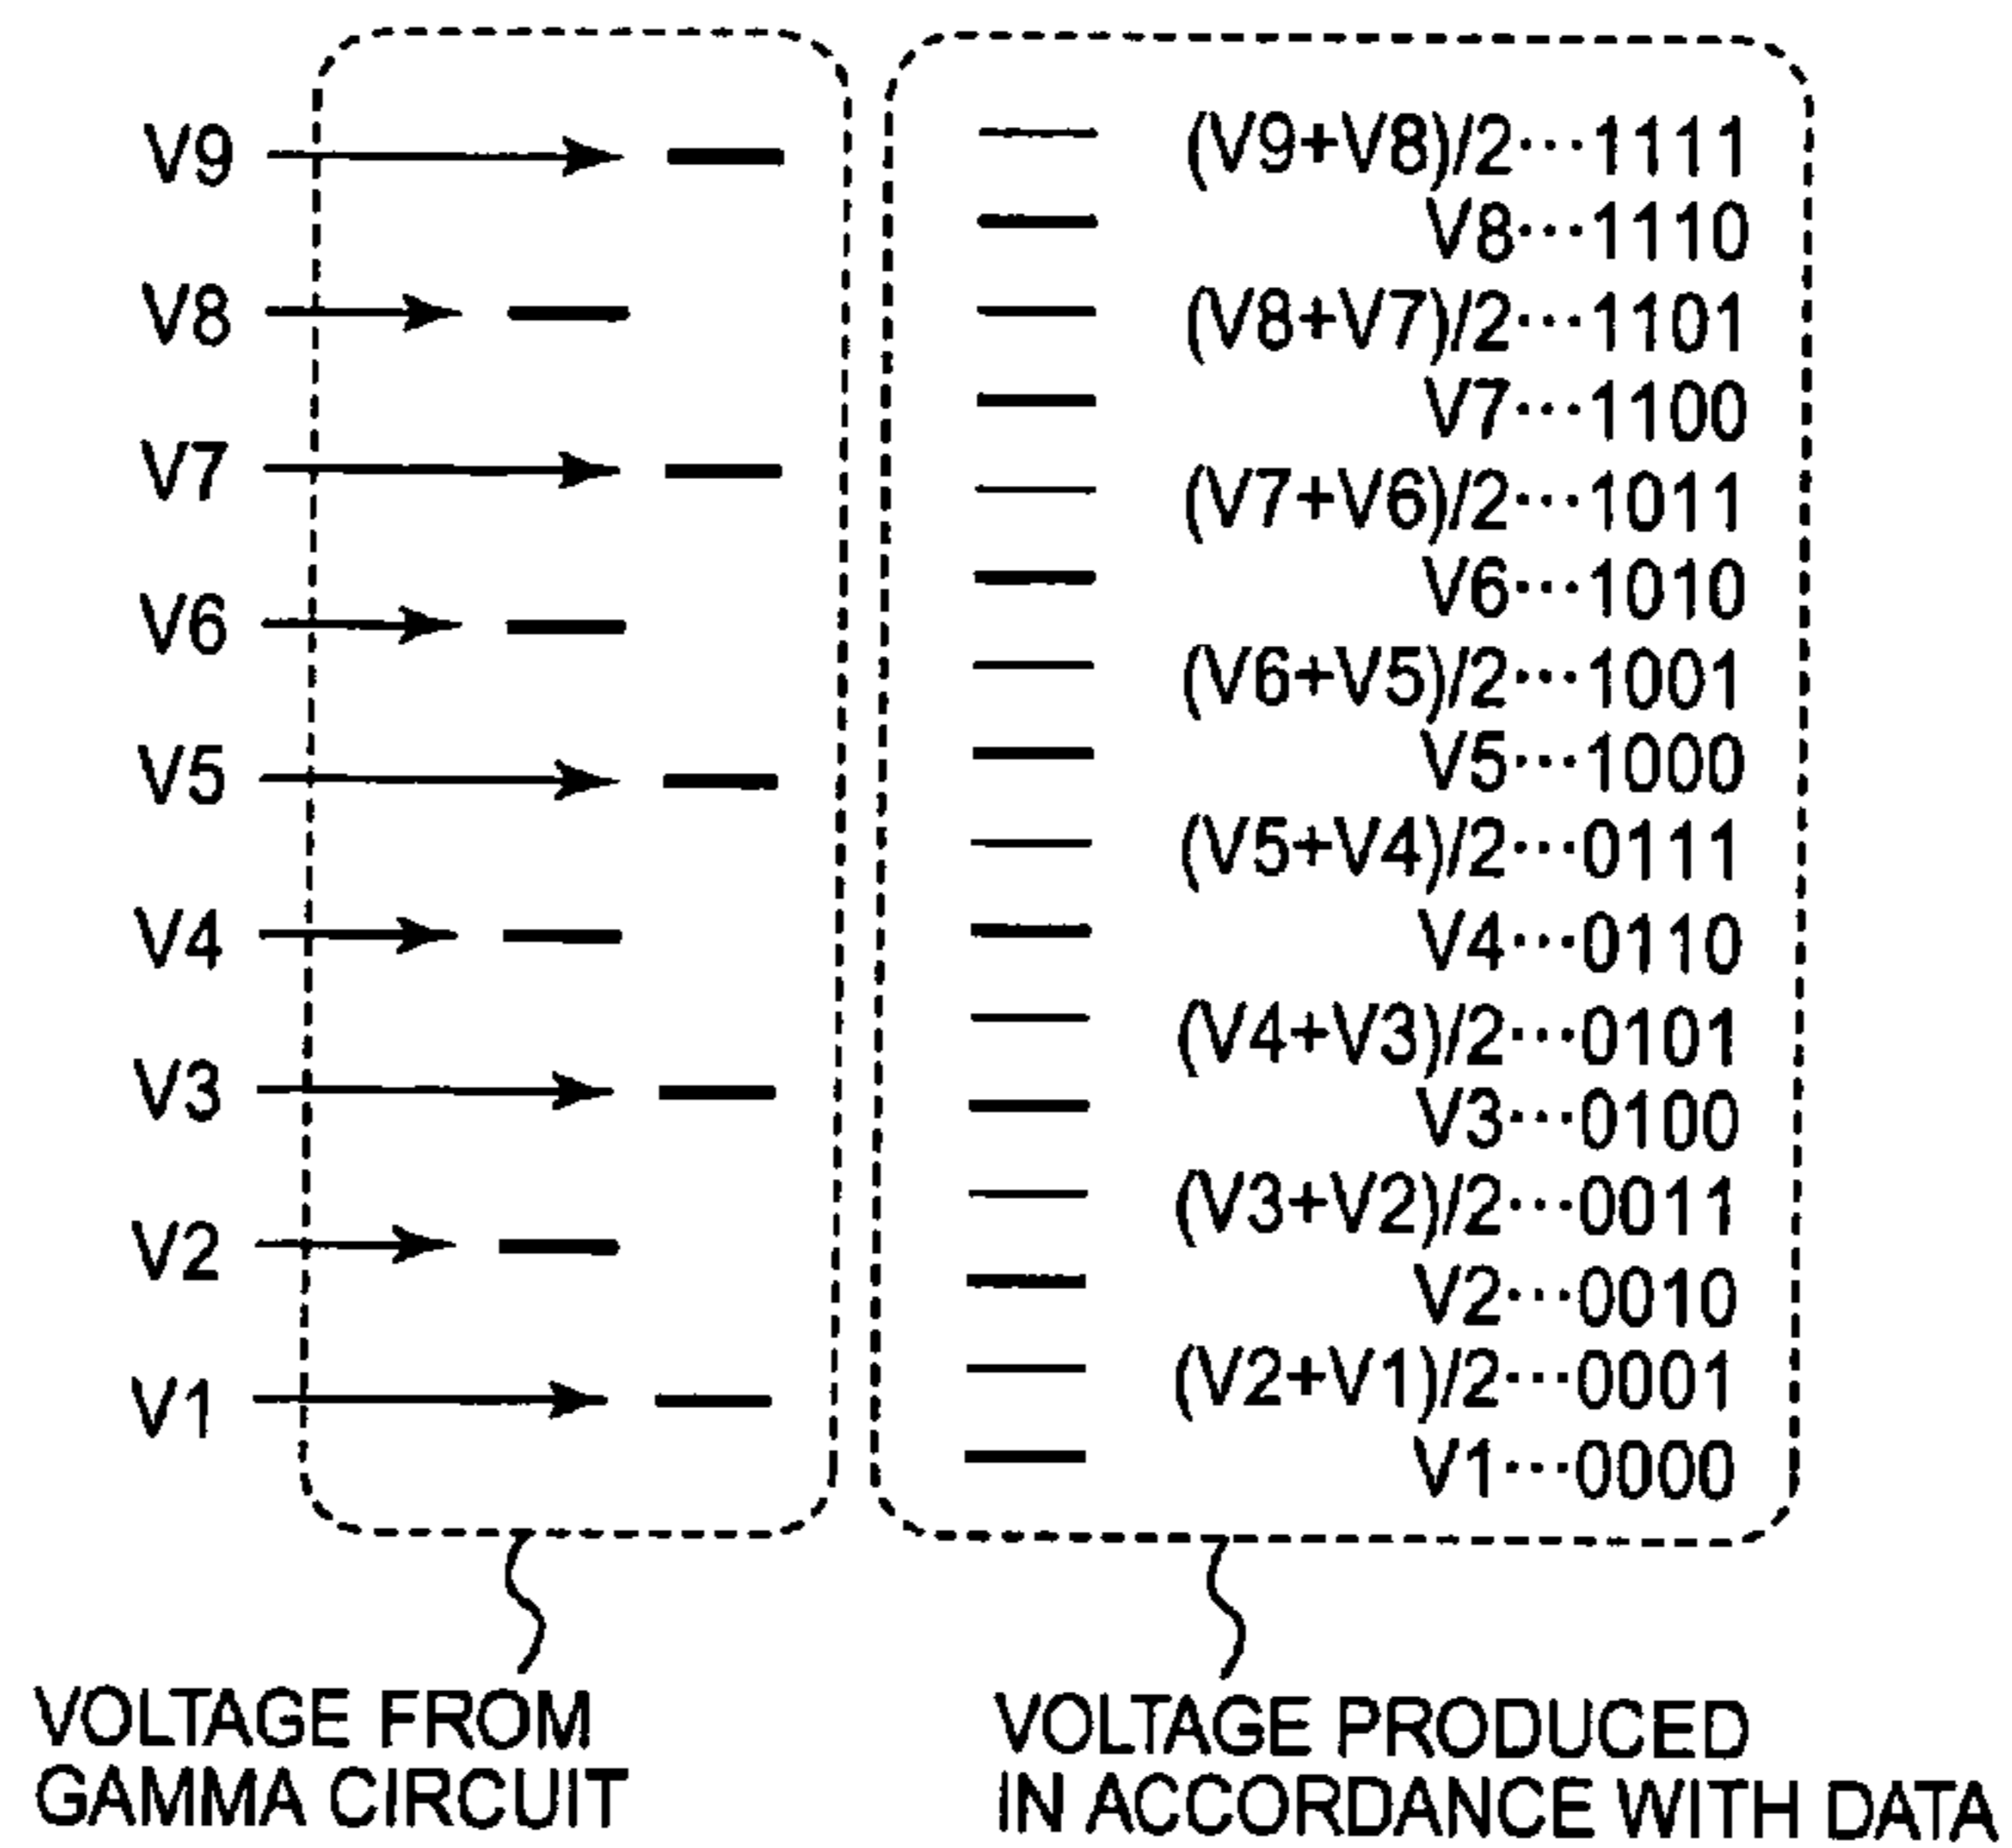 V9
V8
V7
V6
V5
V4
V3
V2
V1
(V9+V8)/2···1111
V8···1110
(V8+V7)/2···1101
V7···1100
(V7+V6)/2···1011
V6···1010
(V6+V5)/2···1001
V5···1000
(V5+V4)/2···0111
V4···0110
(V4+V3)/2···0101
V3···0100
(V3+V2)/2···0011
V2···0010
(V2+V1)/2···0001
V1···0000
VOLTAGE FROM
GAMMA CIRCUIT
VOLTAGE PRODUCED
IN ACCORDANCE WITH DATA